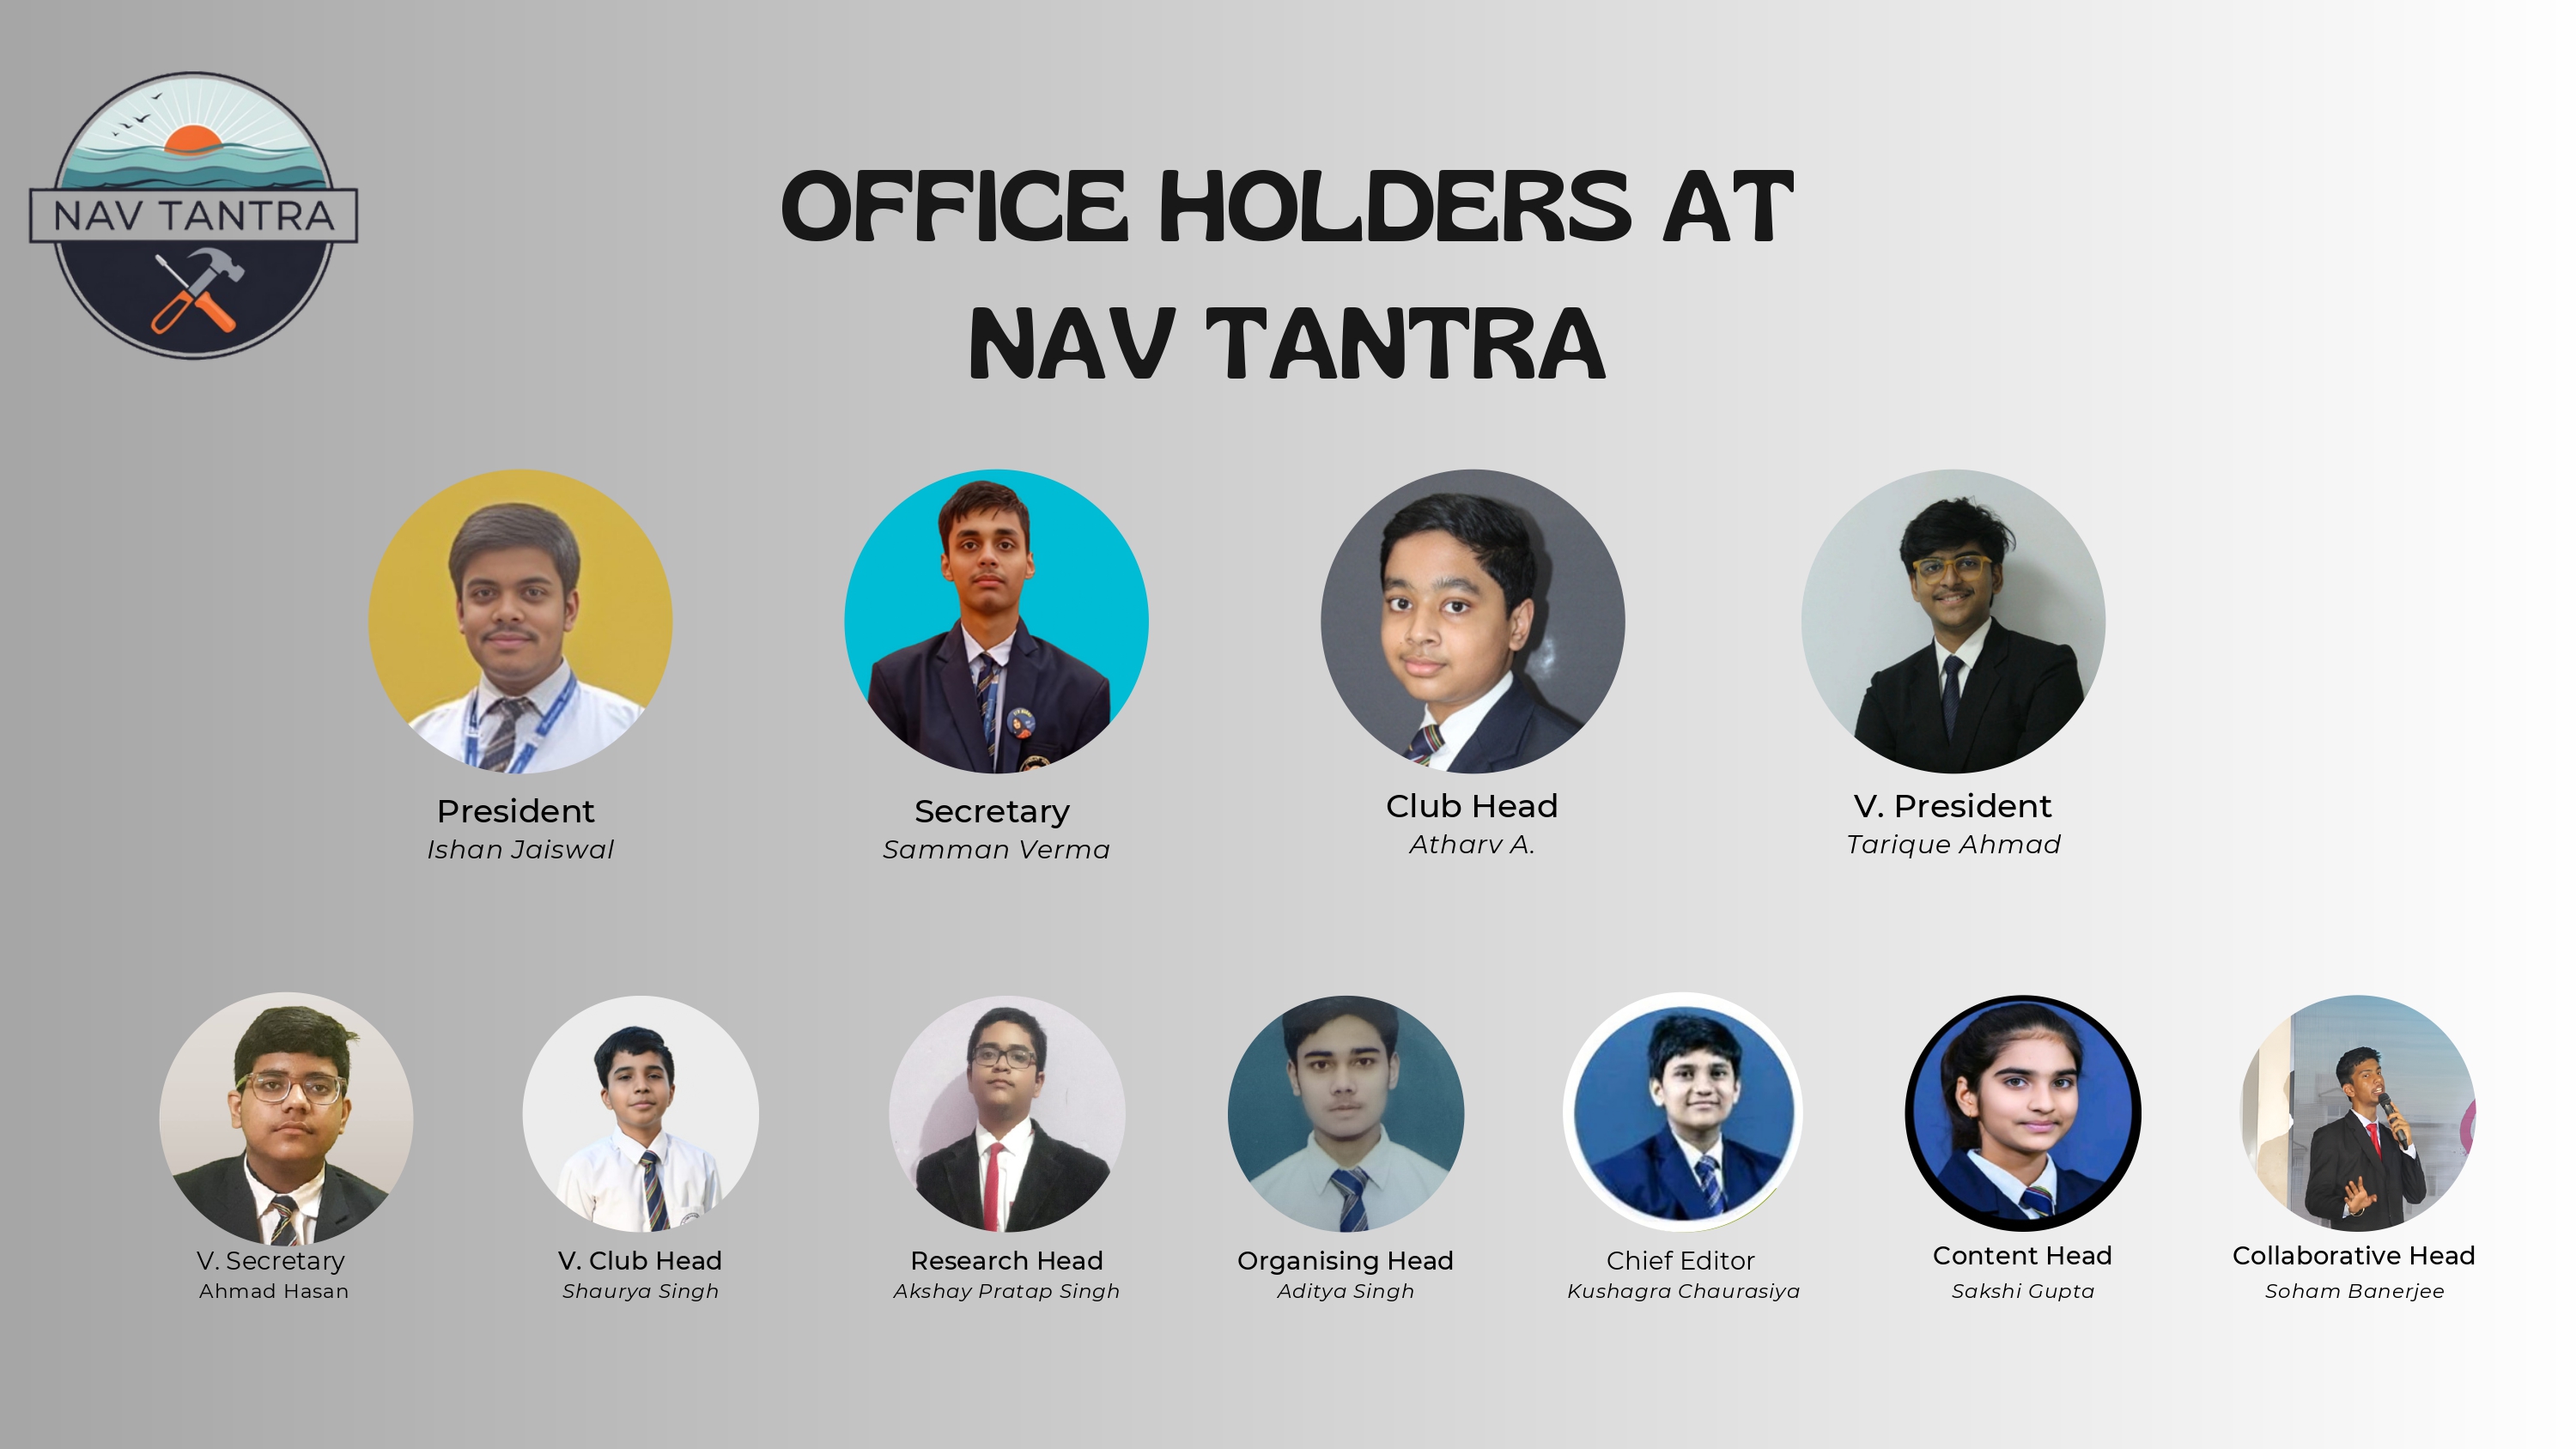 NAV TANTRA
OFFICE HOLDERS AT
NAV TANTRA
President
Ishan Jaiswal
Secretary
Samman Verma
Club Head
Atharv A.
V. President
Tarique Ahmad
V. Secretary
Ahmad Hasan
V. Club Head
Shaurya Singh
Research Head
Akshay Pratap Singh
Organising Head
Aditya Singh
Chief Editor
Kushagra Chaurasiya
Content Head
Sakshi Gupta
Collaborative Head
Soham Banerjee